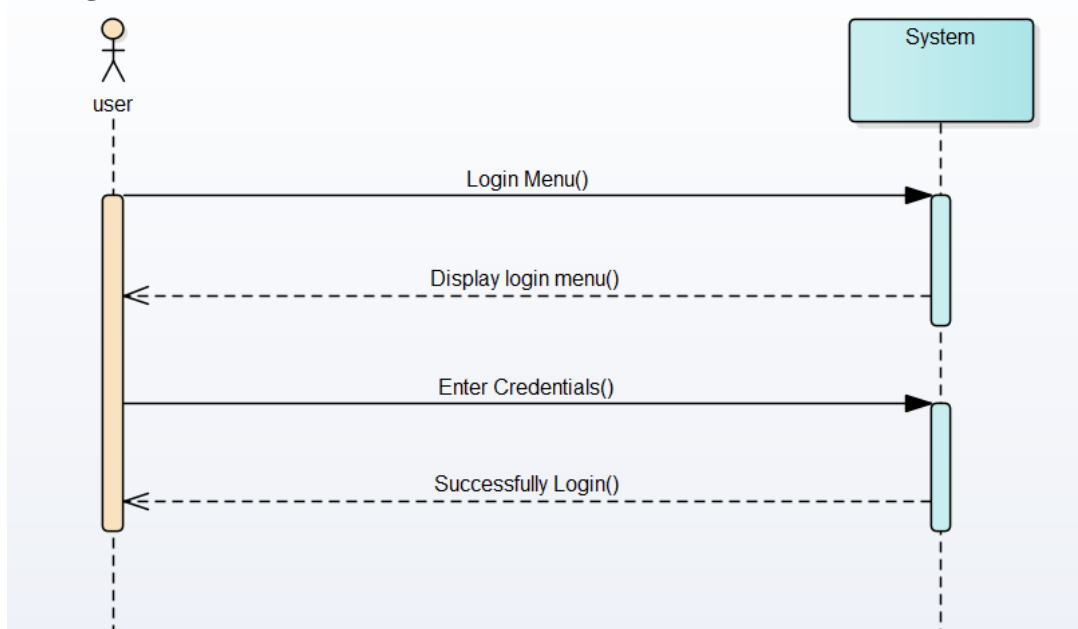 System
user
Login Menu()
Display login menu()
Enter Credentials()
Successfully Login()